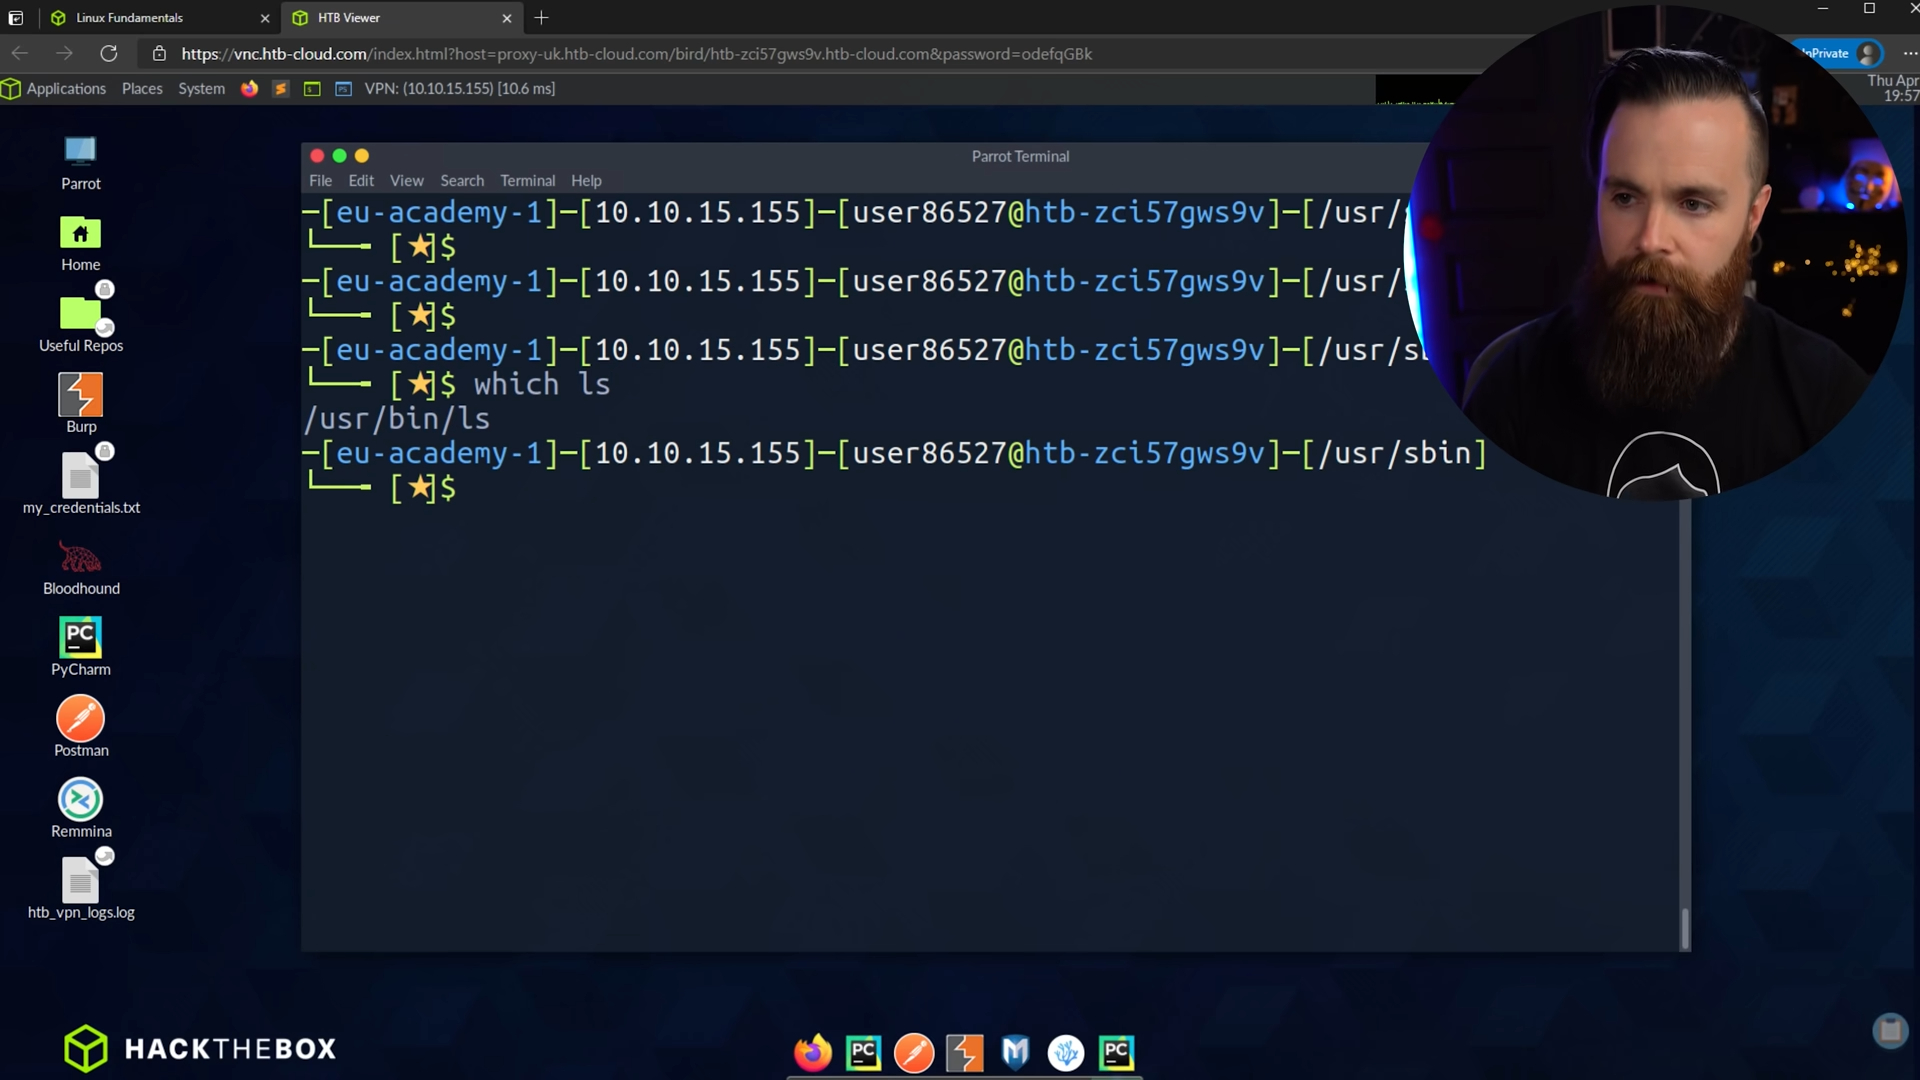 Linux Fundamentals
HTB Viewer
https://vnc.htb-cloud.com/index.html?host=proxy-uk.htb-cloud.com/bird/htb-zci57gws9v.htb-cloud.com&password=odefqGBk
InPrivate
Applications Places System VPN: (10.10.15.155) [10.6 ms]
Thu Apr
19:57
Parrot
Home
Useful Repos
Burp
my_credentials.txt
Bloodhound
PC
PyCharm
Postman
Remmina
htb_vpn_logs.log
Parrot Terminal
File Edit View Search Terminal Help
─[eu-academy-1]─[10.10.15.155]─[user86527@htb-zci57gws9v]─[/usr/
└──╼ [★]$
─[eu-academy-1]─[10.10.15.155]─[user86527@htb-zci57gws9v]─[/usr/
└──╼ [★]$
─[eu-academy-1]─[10.10.15.155]─[user86527@htb-zci57gws9v]─[/usr/s
└──╼ [★]$ which ls
/usr/bin/ls
─[eu-academy-1]─[10.10.15.155]─[user86527@htb-zci57gws9v]─[/usr/sbin]
└──╼ [★]$
HACKTHEBOX
PC
PC